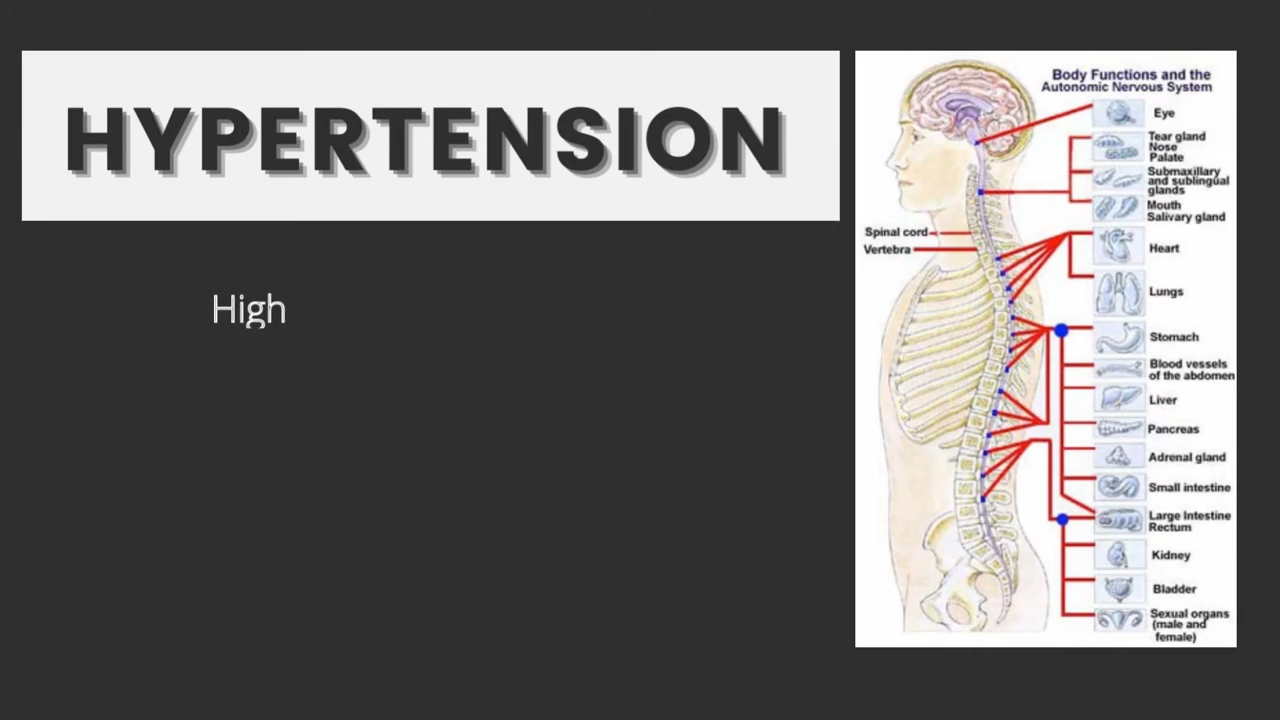 HYPERTENSION
High
Body Functions and the
Autonomic Nervous System
Eye
Tear gland
Nose
Palate
Submaxillary
and sublingual
glands
Mouth
Salivary gland
Spinal cord
Vertebra
Heart
Lungs
Stomach
Blood vessels
of the abdomen
Liver
Pancreas
Adrenal gland
Small intestine
Large Intestine
Rectum
Kidney
Bladder
Sexual organs
(male and
female)